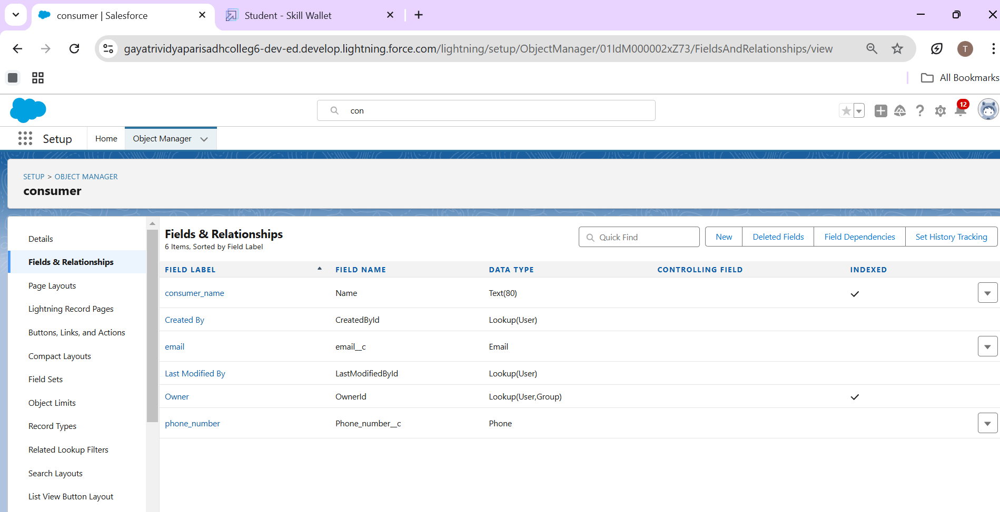 consumer | Salesforce
Student - Skill Wallet
gayatrividyaparisadhcolleg6-dev-ed.develop.lightning.force.com/lightning/setup/ObjectManager/01IdM000002xZ73/FieldsAndRelationships/view
T
All Bookmarks
con
12
Setup
Home
Object Manager
SETUP > OBJECT MANAGER
consumer
Details
Fields & Relationships
Page Layouts
Lightning Record Pages
Buttons, Links, and Actions
Compact Layouts
Field Sets
Object Limits
Record Types
Related Lookup Filters
Search Layouts
List View Button Layout
Fields & Relationships
6 Items, Sorted by Field Label
Quick Find
New
Deleted Fields
Field Dependencies
Set History Tracking
FIELD LABEL FIELD NAME DATA TYPE CONTROLLING FIELD INDEXED
consumer_name Name Text(80)
Created By CreatedById Lookup(User)
email email__c Email
Last Modified By LastModifiedById Lookup(User)
Owner OwnerId Lookup(User,Group)
phone_number Phone_number__c Phone